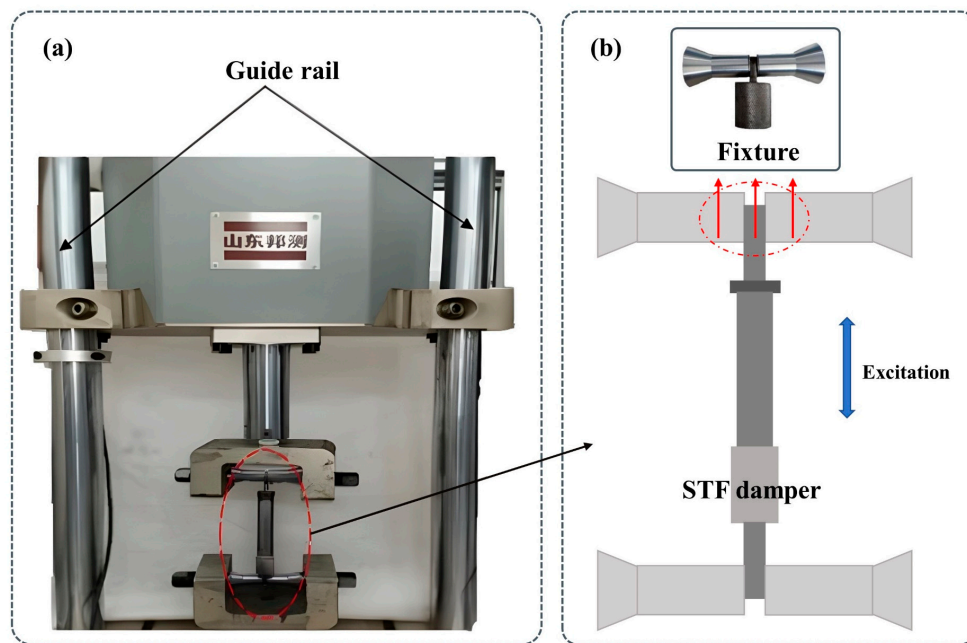 (a)
Guide rail
山东邦测
(b)
Fixture
Excitation
STF damper